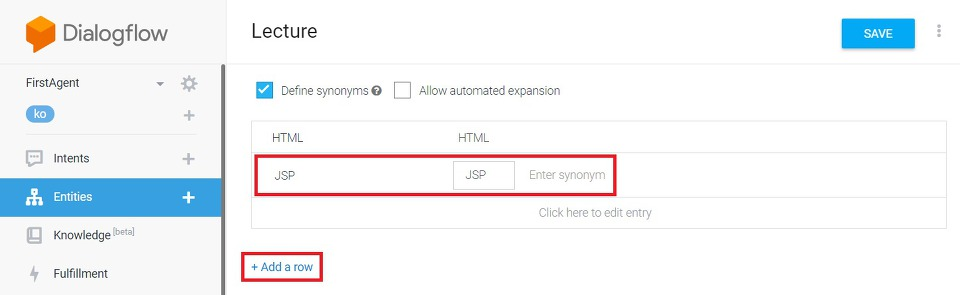 Dialogflow
Lecture
SAVE
FirstAgent
ko
Define synonyms ?
Allow automated expansion
HTML HTML
Intents
JSP JSP Enter synonym
Entities
Click here to edit entry
Knowledge [beta]
+ Add a row
Fulfillment